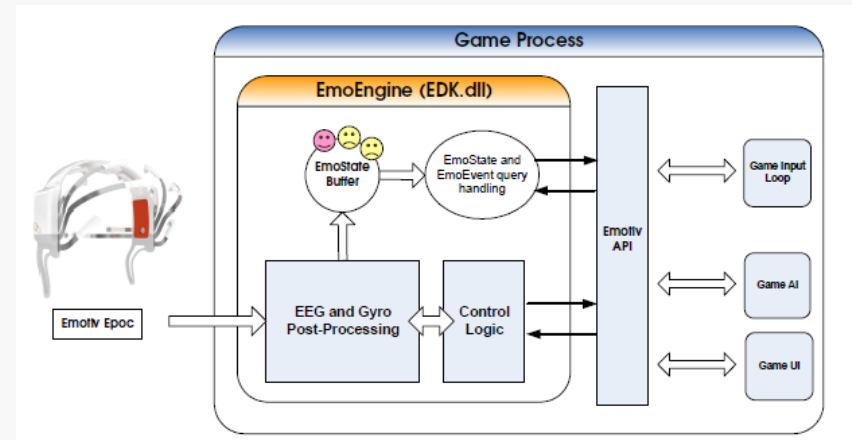 Game Process
EmoEngine (EDK.dll)
EmoState
Buffer
EmoState and
EmoEvent query
handling
Emotiv
API
Game Input
Loop
Emotiv Epoc
EEG and Gyro
Post-Processing
Control
Logic
Game AI
Game UI